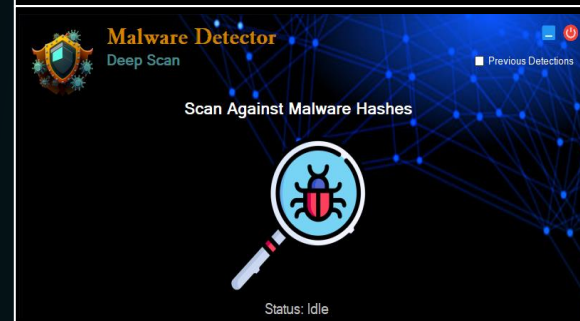 Malware Detector
Deep Scan
Previous Detections
Scan Against Malware Hashes
Status: Idle